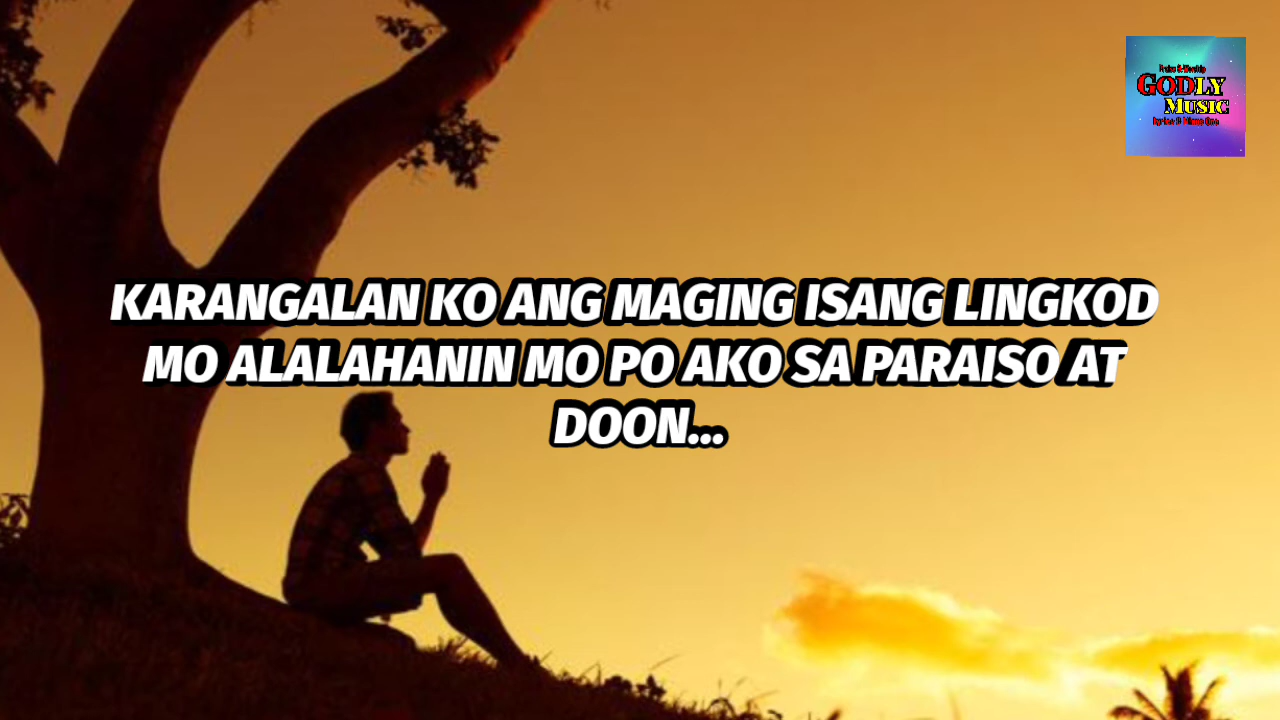 GODLY
MUSIC
KARANGALAN KO ANG MAGING ISANG LINGKOD
MO ALALAHANIN MO PO AKO SA PARAISO AT
DOON...